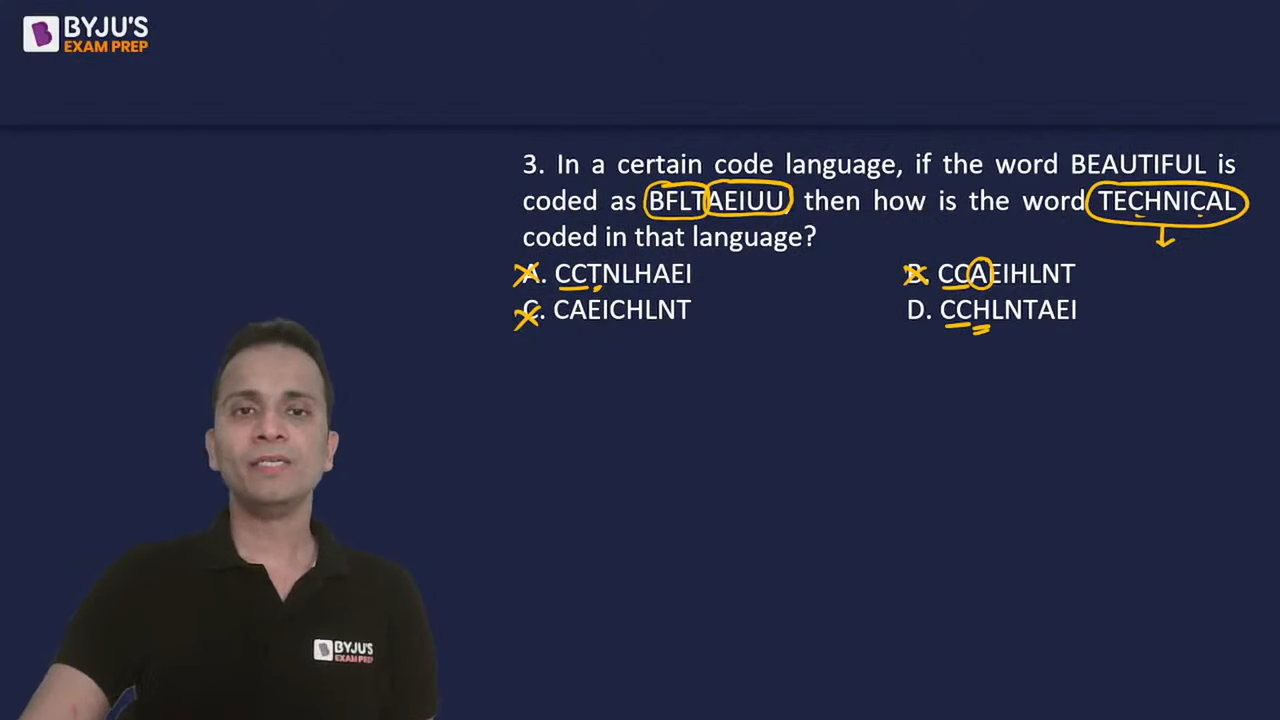 BYJU'S
EXAM PREP
3. In a certain code language, if the word BEAUTIFUL is
coded as BFLTAEIUU, then how is the word TECHNICAL
coded in that language?
A. CCTNLHAEI B. CCAEIHLNT
C. CAEICHLNT D. CCHLNTAEI
BYJU'S
EXAM PREP